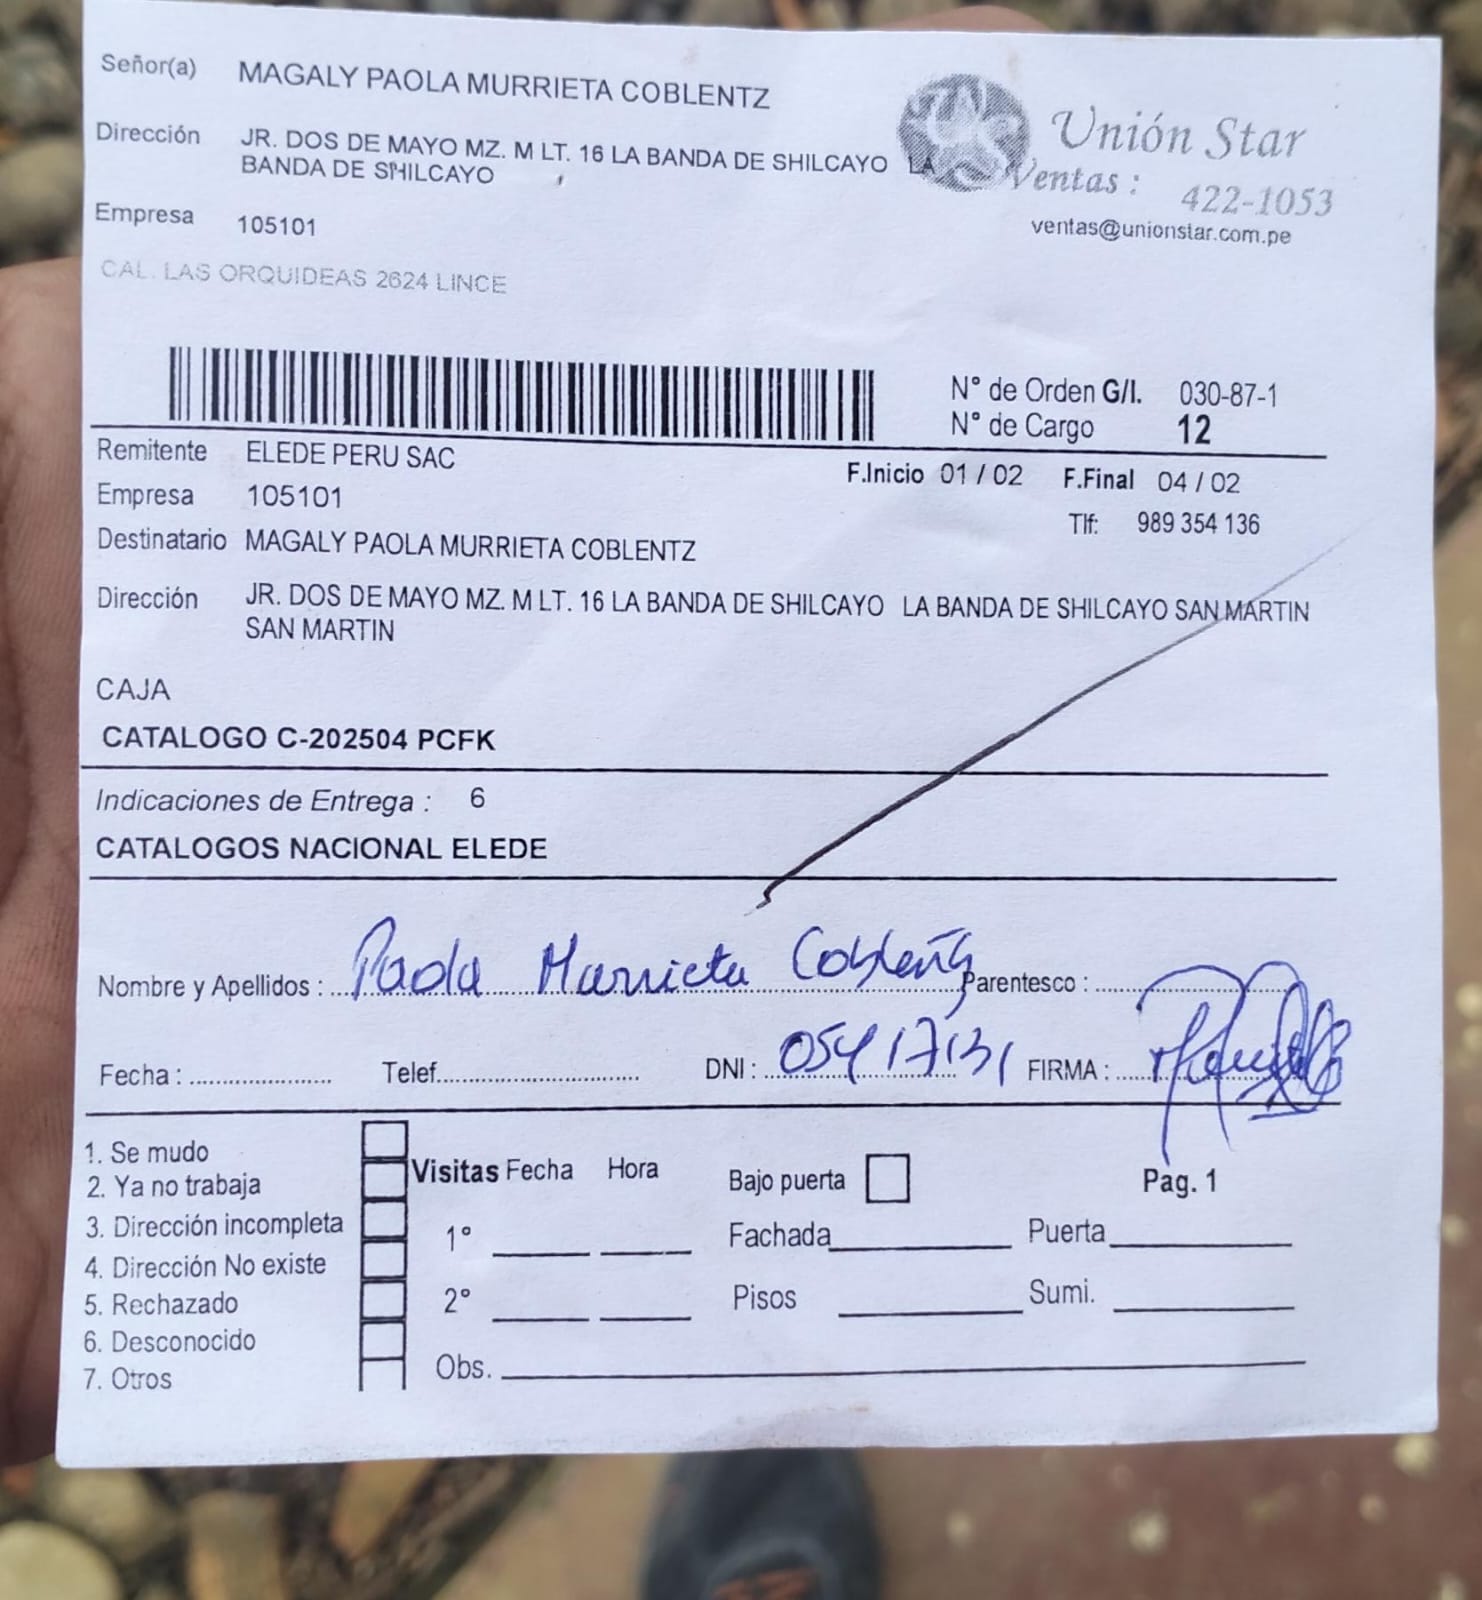 Señor(a) MAGALY PAOLA MURRIETA COBLENTZ
Dirección JR. DOS DE MAYO MZ. M LT. 16 LA BANDA DE SHILCAYO LA
BANDA DE SHILCAYO
Unión Star
Ventas : 422-1053
ventas@unionstar.com.pe
Empresa 105101
CAL. LAS ORQUIDEAS 2624 LINCE
N° de Orden G/I. 030-87-1
N° de Cargo 12
Remitente ELEDE PERU SAC
F.Inicio 01 / 02 F.Final 04 / 02
Empresa 105101
Tlf: 989 354 136
Destinatario MAGALY PAOLA MURRIETA COBLENTZ
Dirección JR. DOS DE MAYO MZ. M LT. 16 LA BANDA DE SHILCAYO LA BANDA DE SHILCAYO SAN MARTIN
SAN MARTIN
CAJA
CATALOGO C-202504 PCFK
Indicaciones de Entrega : 6
CATALOGOS NACIONAL ELEDE
Nombre y Apellidos : Paola Murrieta Coblentz Parentesco :
Fecha : Telef. DNI : 05417131 FIRMA :
1. Se mudo
2. Ya no trabaja
3. Dirección incompleta
4. Dirección No existe
5. Rechazado
6. Desconocido
7. Otros
Visitas Fecha Hora
1°
2°
Obs.
Bajo puerta
Fachada
Pisos
Pag. 1
Puerta
Sumi.